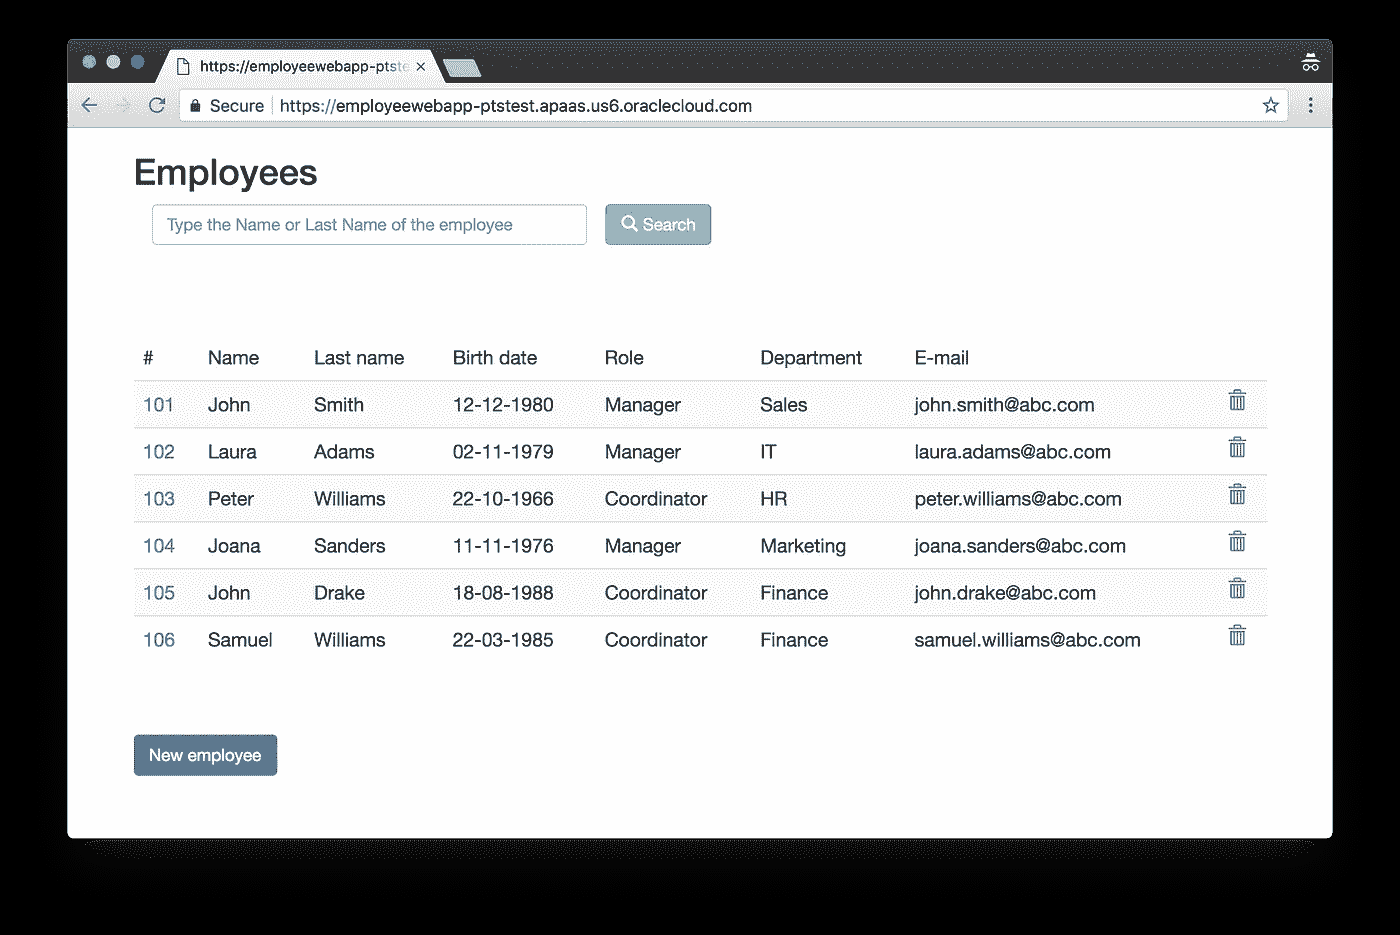 https://employeewebapp-ptste
Secure https://employeewebapp-ptstest.apaas.us6.oraclecloud.com
Employees
Type the Name or Last Name of the employee Search
# Name Last name Birth date Role Department E-mail
101 John Smith 12-12-1980 Manager Sales john.smith@abc.com
102 Laura Adams 02-11-1979 Manager IT laura.adams@abc.com
103 Peter Williams 22-10-1966 Coordinator HR peter.williams@abc.com
104 Joana Sanders 11-11-1976 Manager Marketing joana.sanders@abc.com
105 John Drake 18-08-1988 Coordinator Finance john.drake@abc.com
106 Samuel Williams 22-03-1985 Coordinator Finance samuel.williams@abc.com
New employee